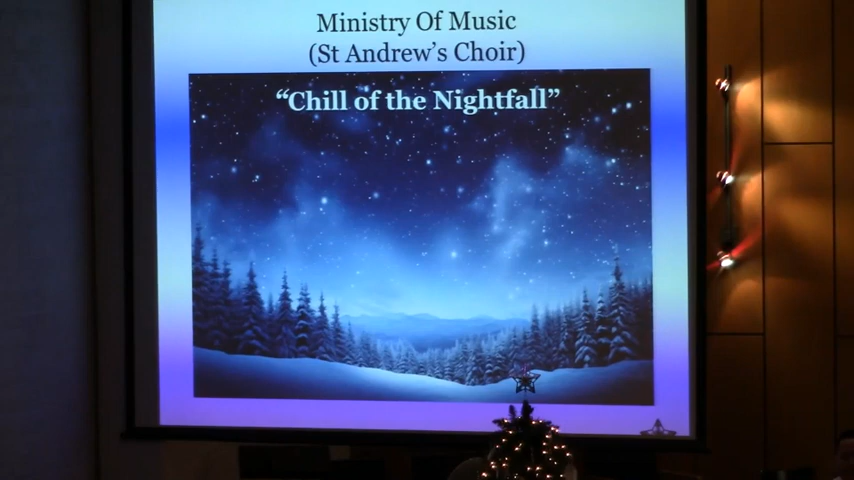 Ministry Of Music
(St Andrew’s Choir)
“Chill of the Nightfall”